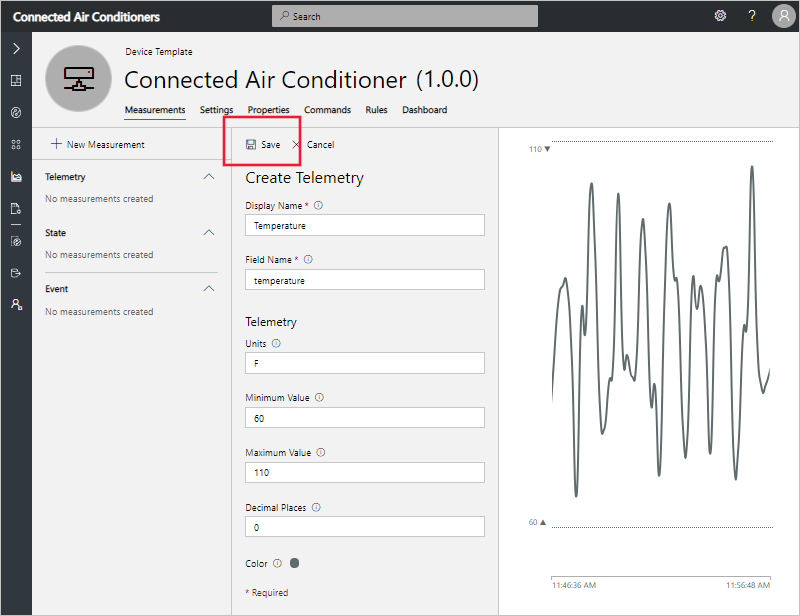 Connected Air Conditioners
Search
?
Device Template
Connected Air Conditioner (1.0.0)
Measurements Settings Properties Commands Rules Dashboard
+ New Measurement
Save
Cancel
Telemetry
No measurements created
State
No measurements created
Event
No measurements created
Create Telemetry
Display Name *
Temperature
Field Name *
temperature
Telemetry
Units
F
Minimum Value
60
Maximum Value
110
Decimal Places
0
Color
* Required
110
60
11:46:36 AM
11:56:48 AM